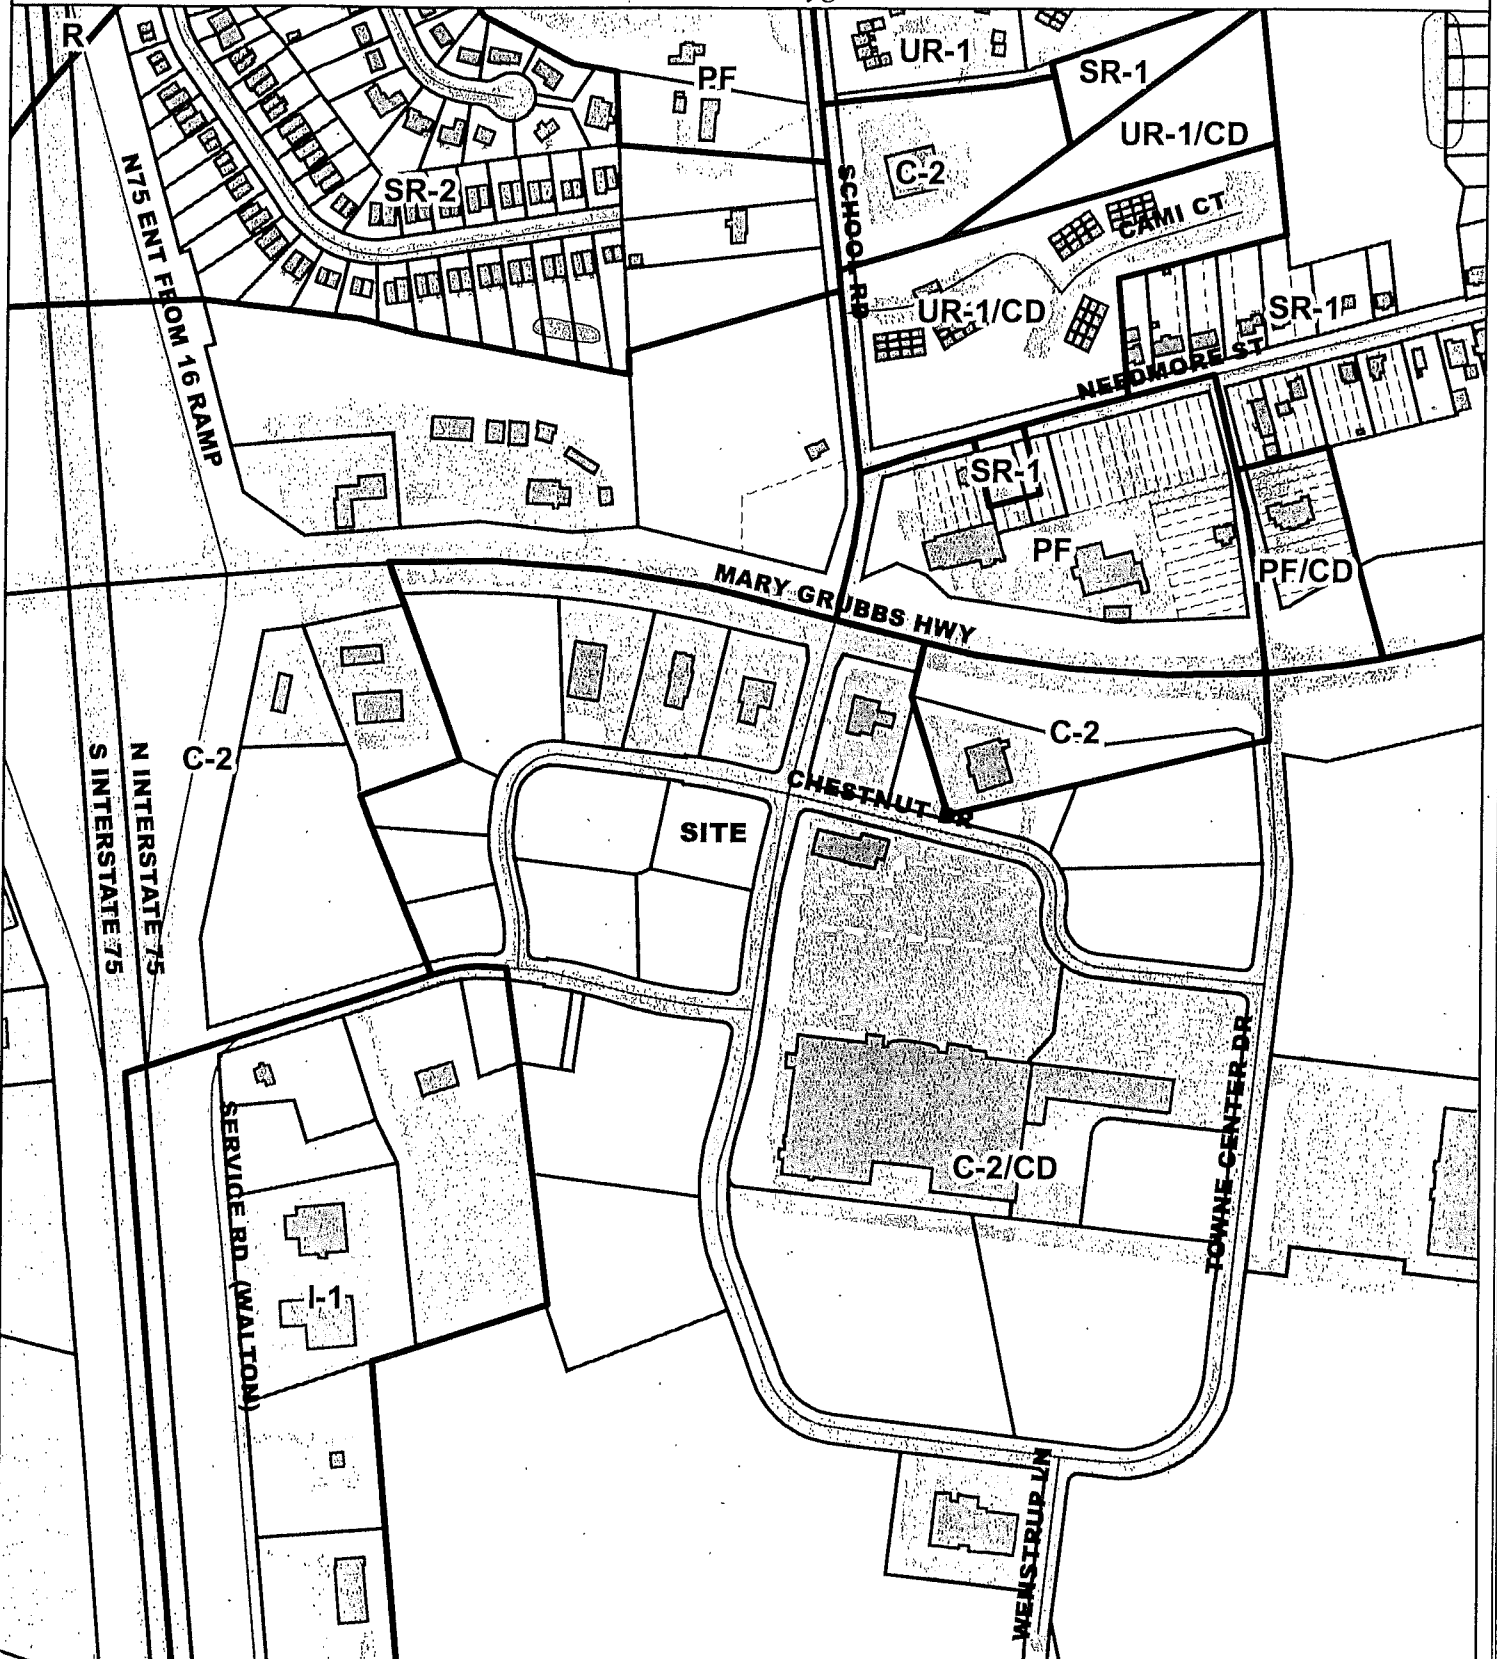 R
PF
UR-1
SR-1
UR-1/CD
C-2
SR-2
N75 ENT FROM 16 RAMP
SCHOOL RD
CAMI CT
UR-1/CD
SR-1
NEEDMORE ST
SR-1
PF
PF/CD
MARY GRUBBS HWY
C-2
C-2
S INTERSTATE 75
N INTERSTATE 75
CHESTNUT DR
SITE
TOWNE CENTER DR
C-2/CD
SERVICE RD (WALTON)
I-1
WENSTRUP LN